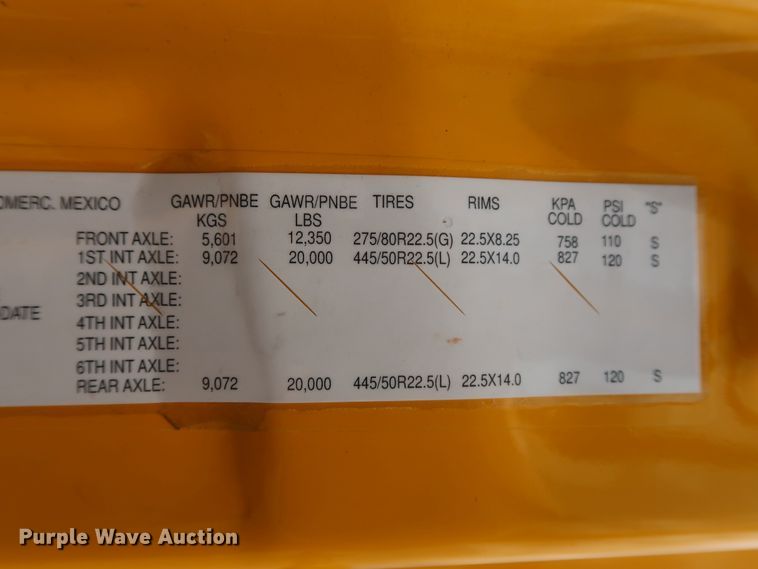 OMERC. MEXICO GAWR/PNBE GAWR/PNBE TIRES RIMS KPA PSI "S"
KGS LBS COLD COLD
FRONT AXLE: 5,601 12,350 275/80R22.5(G) 22.5X8.25 758 110 S
1ST INT AXLE: 9,072 20,000 445/50R22.5(L) 22.5X14.0 827 120 S
2ND INT AXLE:
3RD INT AXLE:
DATE
4TH INT AXLE:
5TH INT AXLE:
6TH INT AXLE:
REAR AXLE: 9,072 20,000 445/50R22.5(L) 22.5X14.0 827 120 S
Purple Wave Auction